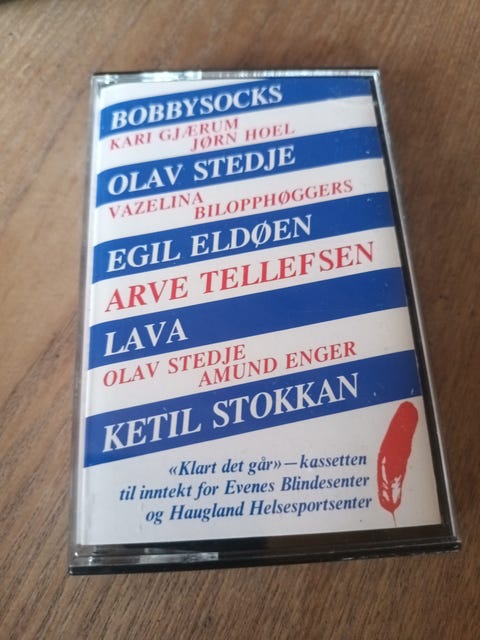 BOBBYSOCKS
KARI GJÆRUM
JØRN HOEL
OLAV STEDJE
VAZELINA
BILOPPHØGGERS
EGIL ELDØEN
ARVE TELLEFSEN
LAVA
OLAV STEDJE
AMUND ENGER
KETIL STOKKAN
«Klart det går»—kassetten
til inntekt for Evenes Blindesenter
og Haugland Helsesportsenter